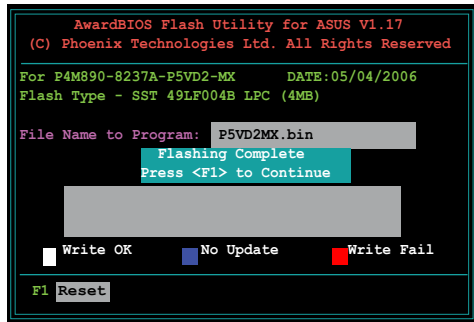 AwardBIOS Flash Utility for ASUS V1.17
(C) Phoenix Technologies Ltd. All Rights Reserved
For P4M890-8237A-P5VD2-MX DATE:05/04/2006
Flash Type - SST 49LF004B LPC (4MB)
File Name to Program: P5VD2MX.bin
Flashing Complete
Press <F1> to Continue
Write OK No Update Write Fail
F1 Reset